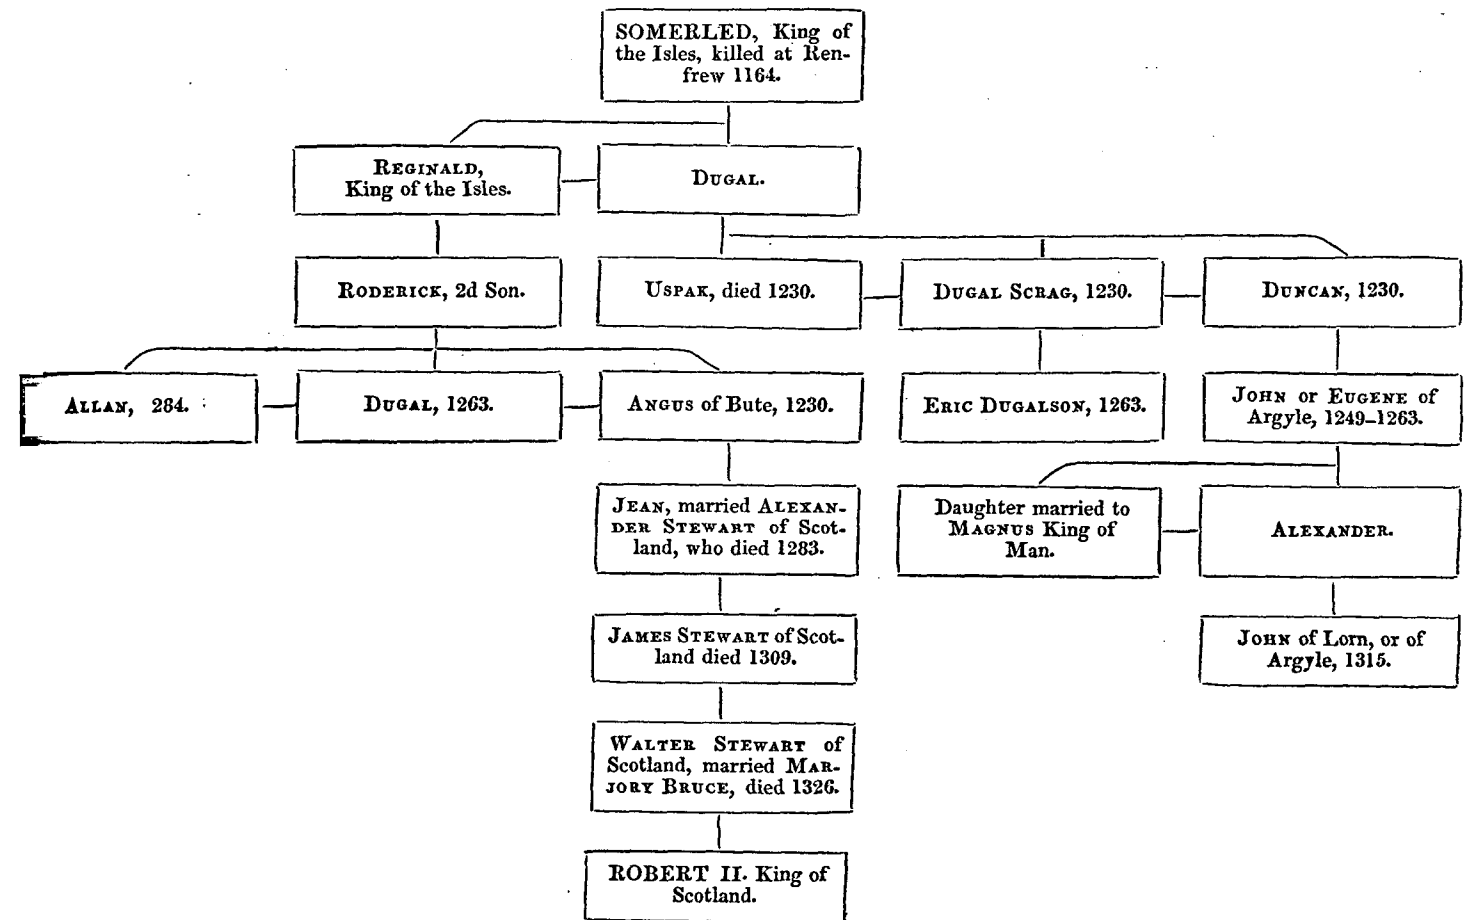 SOMERLED, King of
the Isles, killed at Ren-
frew 1164.
REGINALD,
King of the Isles.
DUGAL.
RODERICK, 2d Son.
USPAK, died 1230.
DUGAL SCRAG, 1230.
DUNCAN, 1230.
ALLAN, 284.
DUGAL, 1263.
ANGUS of Bute, 1230.
ERIC DUGALSON, 1263.
JOHN or EUGENE of
Argyle, 1249–1263.
JEAN, married ALEXAN-
DER STEWART of Scot-
land, who died 1283.
Daughter married to
MAGNUS King of
Man.
ALEXANDER.
JAMES STEWART of Scot-
land died 1309.
JOHN of Lorn, or of
Argyle, 1315.
WALTER STEWART of
Scotland, married MAR-
JORY BRUCE, died 1326.
ROBERT II. King of
Scotland.